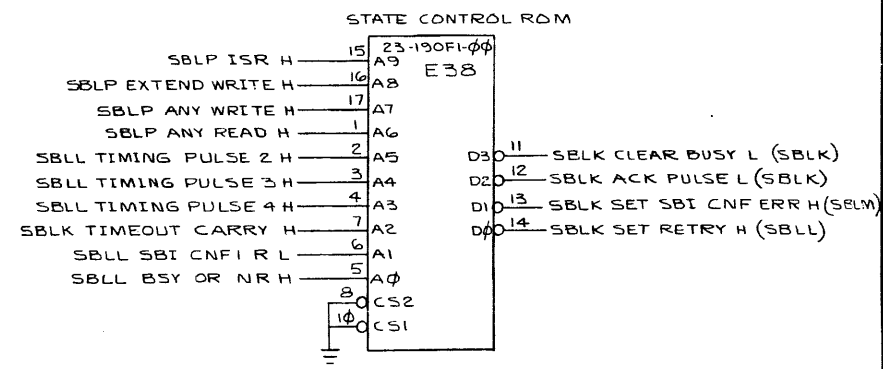 STATE CONTROL ROM
23-190F1-00
E38
SBLP ISR H 15 A9
SBLP EXTEND WRITE H 16 A8
SBLP ANY WRITE H 17 A7
SBLP ANY READ H 1 A6
SBLL TIMING PULSE 2 H 2 A5 D3 11 SBLK CLEAR BUSY L (SBLK)
SBLL TIMING PULSE 3 H 3 A4 D2 12 SBLK ACK PULSE L (SBLK)
SBLL TIMING PULSE 4 H 4 A3 D1 13 SBLK SET SBI CNF ERR H (SBLM)
SBLK TIMEOUT CARRY H 7 A2 D0 14 SBLK SET RETRY H (SBLL)
SBLL SBI CNF1 R L 6 A1
SBLL BSY OR NR H 5 A0
8 CS2
10 CS1